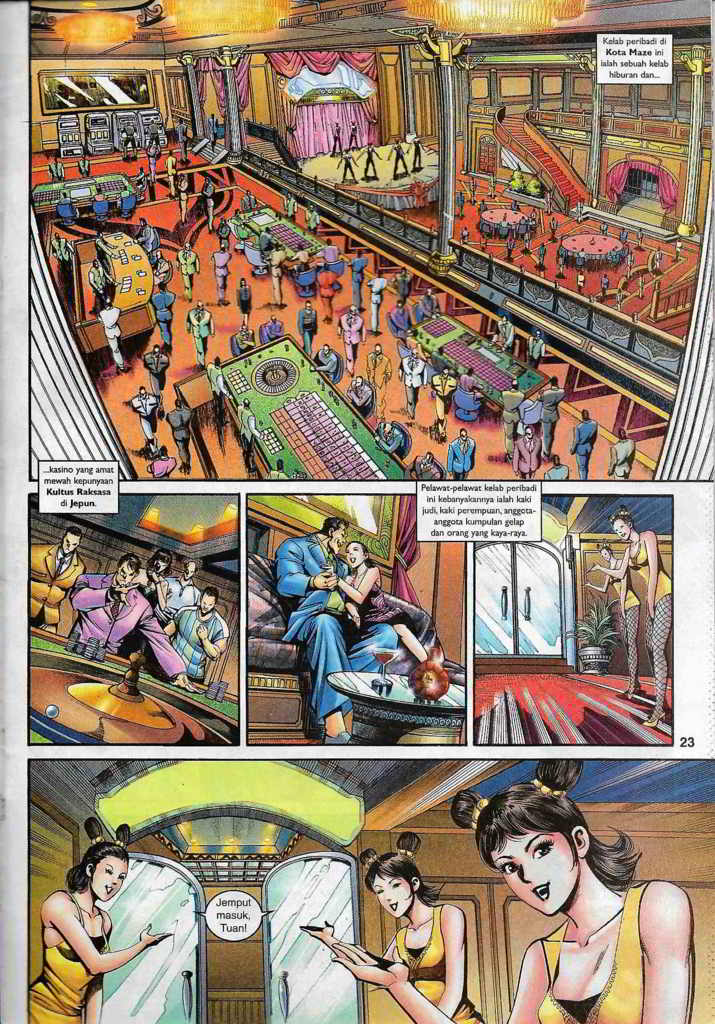 Kelab peribadi di
Kota Maze ini
ialah sebuah kelab
hiburan dan...
23
...kasino yang amat
mewah kepunyaan
Kultus Raksasa
di Jepun.
Pelawat-pelawat kelab peribadi
ini kebanyakannya ialah kaki
judi, kaki perempuan, anggota-
anggota kumpulan gelap
dan orang yang kaya-raya.
23
Jemput
masuk,
Tuan!